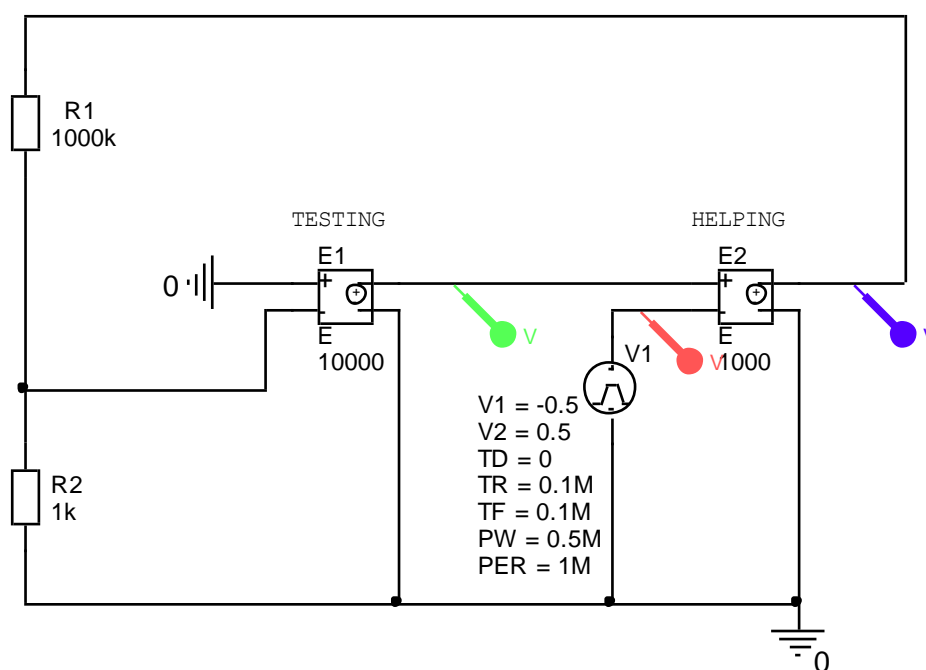 R1
1000k
TESTING
HELPING
E1
E2
0
+
+
-
-
E
10000
V
V
V
E
1000
V1
V1 = -0.5
V2 = 0.5
TD = 0
TR = 0.1M
TF = 0.1M
PW = 0.5M
PER = 1M
R2
1k
0